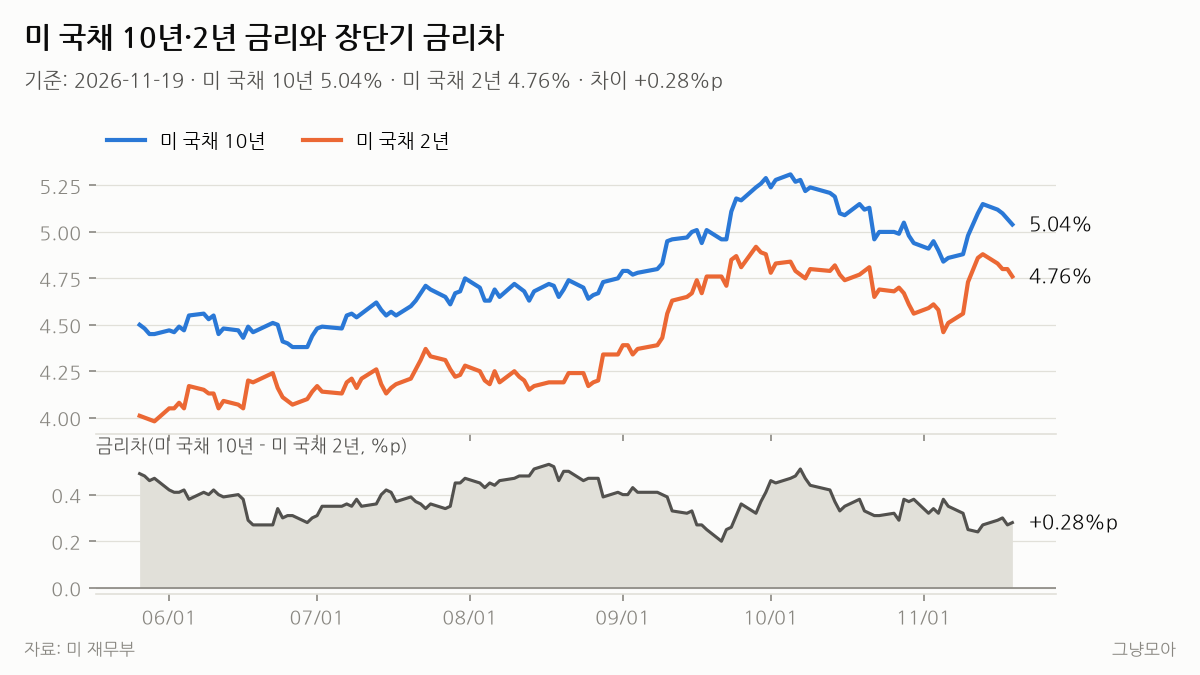 미 국채 10년·2년 금리와 장단기 금리차
기준: 2026-11-19 · 미 국채 10년 5.04% · 미 국채 2년 4.76% · 차이 +0.28%p
미 국채 10년
미 국채 2년
5.25
5.00
4.75
4.50
4.25
4.00
5.04%
4.76%
금리차(미 국채 10년 - 미 국채 2년, %p)
0.4
0.2
0.0
+0.28%p
06/01
07/01
08/01
09/01
10/01
11/01
자료: 미 재무부
그냥모아